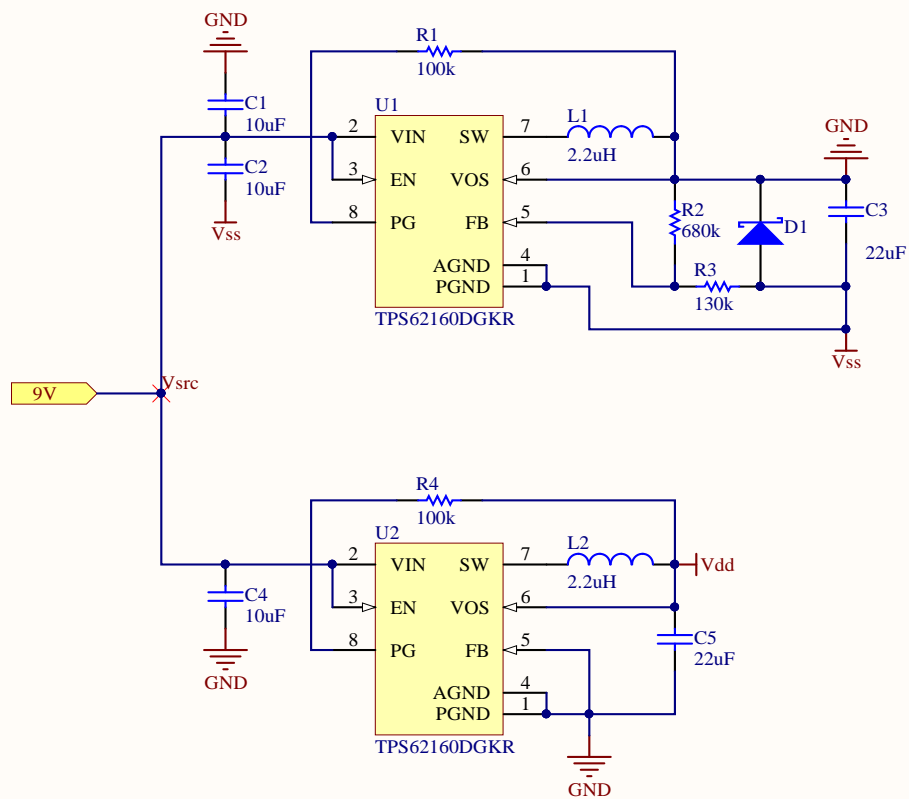 GND
R1
100k
C1
10uF
U1
2
VIN
SW
7
L1
2.2uH
GND
C2
10uF
3
EN
VOS
6
Vss
8
PG
FB
5
R2
680k
D1
C3
22uF
AGND
4
PGND
1
R3
130k
TPS62160DGKR
Vss
9V
Vsrc
R4
100k
U2
2
VIN
SW
7
L2
2.2uH
Vdd
C4
10uF
3
EN
VOS
6
8
PG
FB
5
C5
22uF
GND
AGND
4
PGND
1
TPS62160DGKR
GND